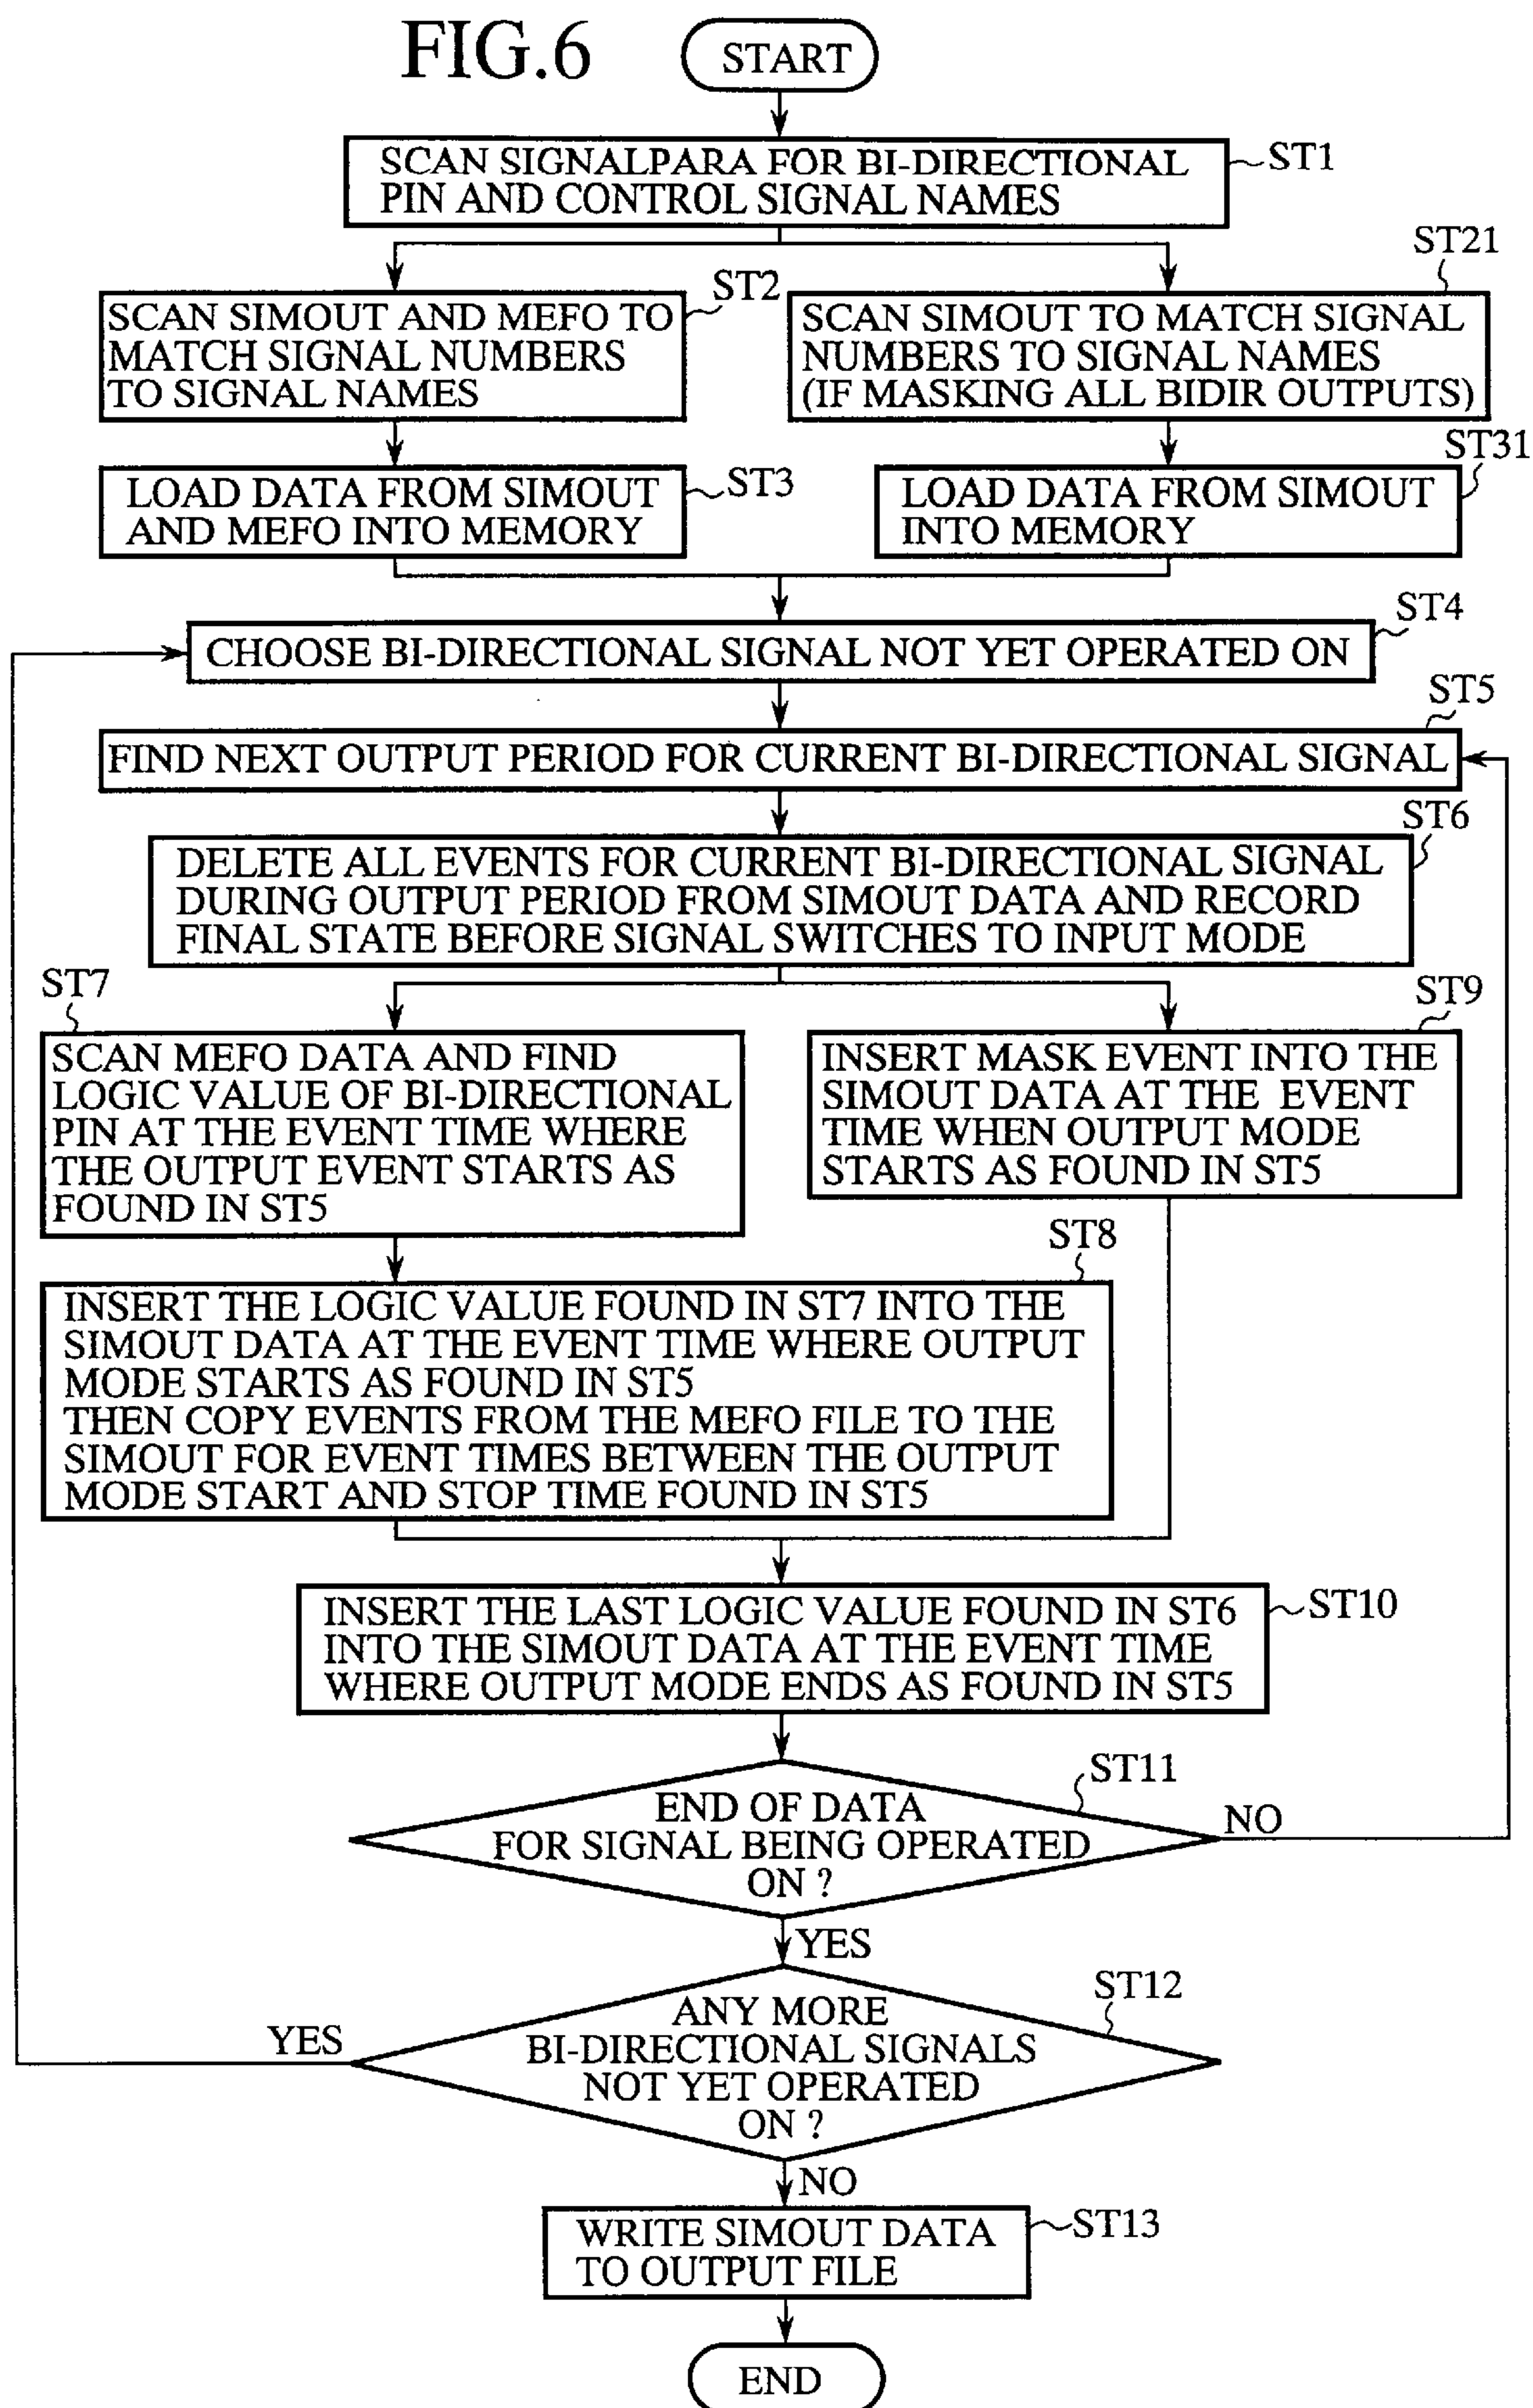 FIG.6
START
SCAN SIGNALPARA FOR BI-DIRECTIONAL
PIN AND CONTROL SIGNAL NAMES
ST1
ST2
SCAN SIMOUT AND MEFO TO
MATCH SIGNAL NUMBERS
TO SIGNAL NAMES
ST21
SCAN SIMOUT TO MATCH SIGNAL
NUMBERS TO SIGNAL NAMES
(IF MASKING ALL BIDIR OUTPUTS)
LOAD DATA FROM SIMOUT
AND MEFO INTO MEMORY
ST3
ST31
LOAD DATA FROM SIMOUT
INTO MEMORY
ST4
CHOOSE BI-DIRECTIONAL SIGNAL NOT YET OPERATED ON
ST5
FIND NEXT OUTPUT PERIOD FOR CURRENT BI-DIRECTIONAL SIGNAL
ST6
DELETE ALL EVENTS FOR CURRENT BI-DIRECTIONAL SIGNAL
DURING OUTPUT PERIOD FROM SIMOUT DATA AND RECORD
FINAL STATE BEFORE SIGNAL SWITCHES TO INPUT MODE
ST7
SCAN MEFO DATA AND FIND
LOGIC VALUE OF BI-DIRECTIONAL
PIN AT THE EVENT TIME WHERE
THE OUTPUT EVENT STARTS AS
FOUND IN ST5
ST9
INSERT MASK EVENT INTO THE
SIMOUT DATA AT THE EVENT
TIME WHEN OUTPUT MODE
STARTS AS FOUND IN ST5
ST8
INSERT THE LOGIC VALUE FOUND IN ST7 INTO THE
SIMOUT DATA AT THE EVENT TIME WHERE OUTPUT
MODE STARTS AS FOUND IN ST5
THEN COPY EVENTS FROM THE MEFO FILE TO THE
SIMOUT FOR EVENT TIMES BETWEEN THE OUTPUT
MODE START AND STOP TIME FOUND IN ST5
INSERT THE LAST LOGIC VALUE FOUND IN ST6
INTO THE SIMOUT DATA AT THE EVENT TIME
WHERE OUTPUT MODE ENDS AS FOUND IN ST5
ST10
ST11
END OF DATA
FOR SIGNAL BEING OPERATED
ON ?
NO
YES
ST12
ANY MORE
BI-DIRECTIONAL SIGNALS
NOT YET OPERATED
ON ?
YES
NO
WRITE SIMOUT DATA
TO OUTPUT FILE
ST13
END